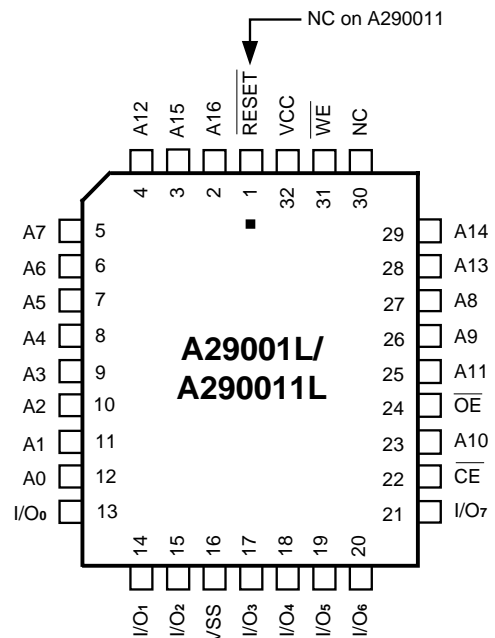 NC on A290011
A12
A15
A16
RESET
VCC
WE
NC
4
3
2
1
32
31
30
A7 5
A6 6
A5 7
A4 8
A3 9
A2 10
A1 11
A0 12
I/O0 13
29 A14
28 A13
27 A8
26 A9
25 A11
24 OE
23 A10
22 CE
21 I/O7
A29001L/
A290011L
14
15
16
17
18
19
20
I/O1
I/O2
VSS
I/O3
I/O4
I/O5
I/O6